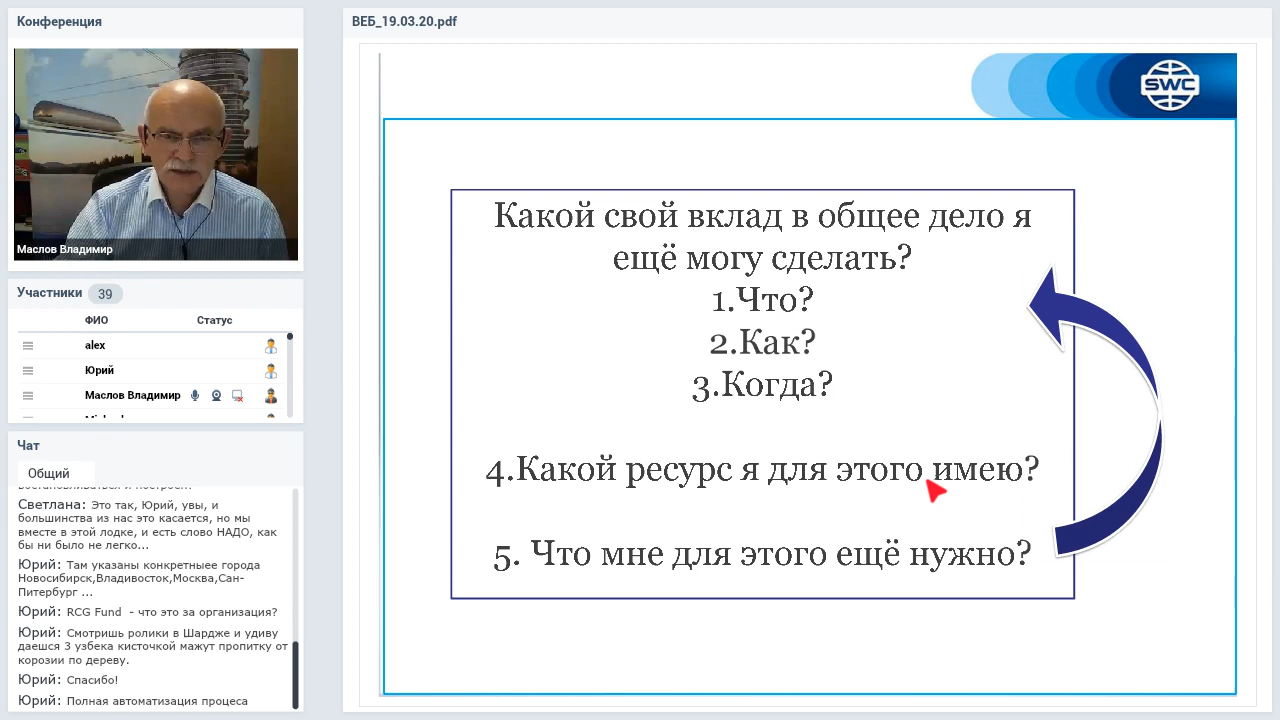 Конференция
Маслов Владимир
Участники 39
ФИО Статус
alex
Юрий
Маслов Владимир
Чат
Общий
Светлана: Это так, Юрий, увы, и
большинства из нас это касается, но мы
вместе в этой лодке, и есть слово НАДО, как
бы ни было не легко...
Юрий: Там указаны конкретныее города
Новосибирск,Владивосток,Москва,Сан-
Питербург ...
Юрий: RCG Fund - что это за организация?
Юрий: Смотришь ролики в Шардже и удиву
даешся 3 узбека кисточкой мажут пропитку от
корозии по дереву.
Юрий: Спасибо!
Юрий: Полная автоматизация процеса
ВЕБ_19.03.20.pdf
SWC
Какой свой вклад в общее дело я
ещё могу сделать?
1.Что?
2.Как?
3.Когда?
4.Какой ресурс я для этого имею?
5. Что мне для этого ещё нужно?